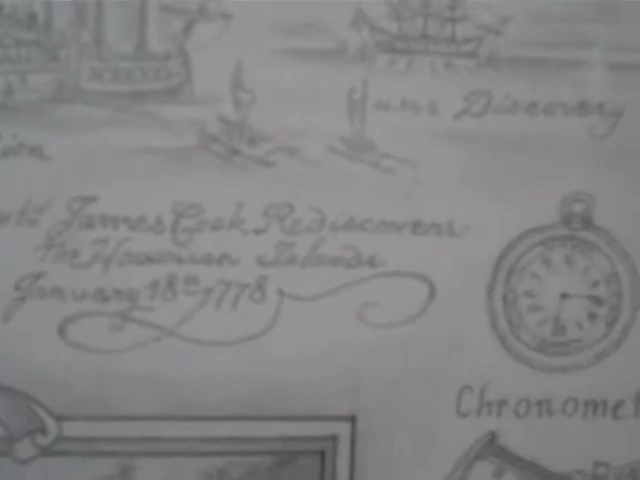 H.M.S Discovery
James Cook Rediscovers
the Hawaiian Islands
January 18th 1778
Chronomet